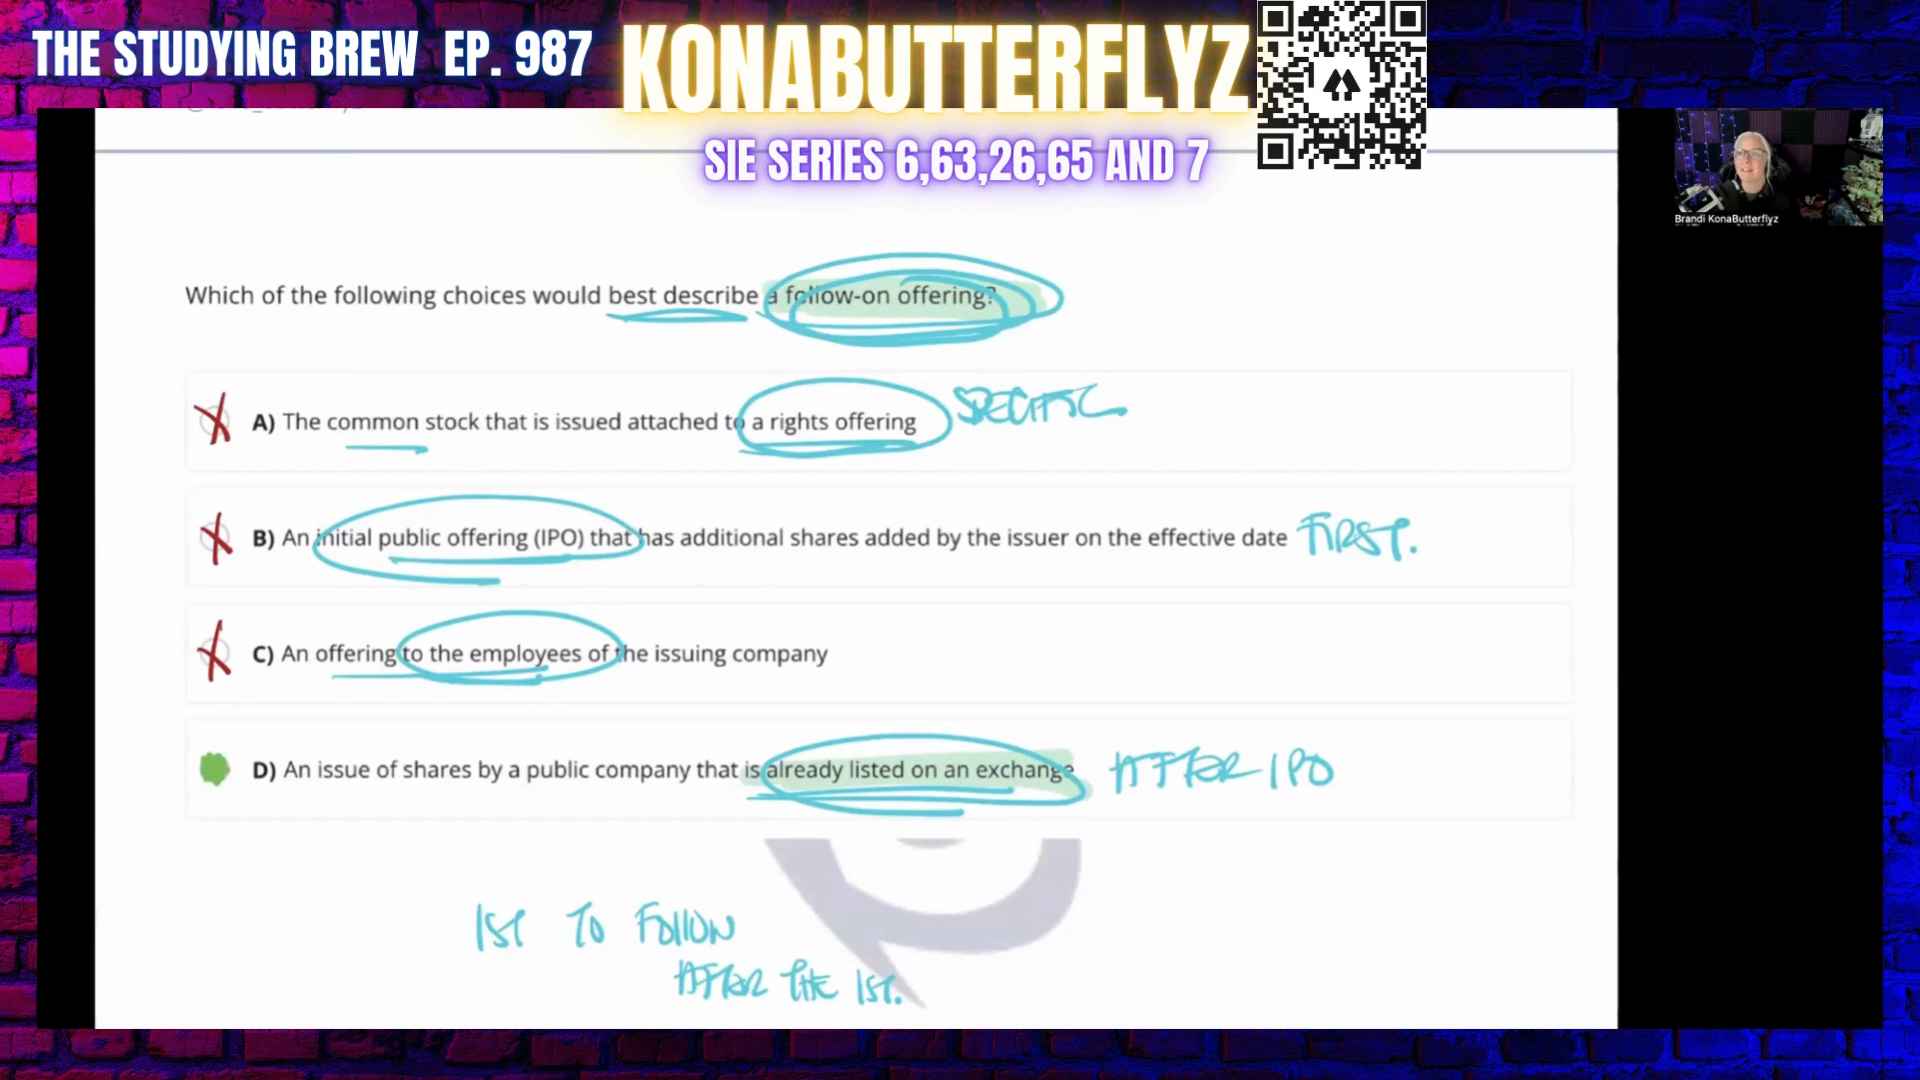 THE STUDYING BREW EP. 987
KONABUTTERFLYZ
SIE SERIES 6,63,26,65 AND 7
Brandi KonaButterflyz
Which of the following choices would best describe a follow-on offering?
A) The common stock that is issued attached to a rights offering SPECIFIC
B) An initial public offering (IPO) that has additional shares added by the issuer on the effective date FIRST.
C) An offering to the employees of the issuing company
D) An issue of shares by a public company that is already listed on an exchange AFTER IPO
1ST TO FOLLOW
AFTER THE 1ST.